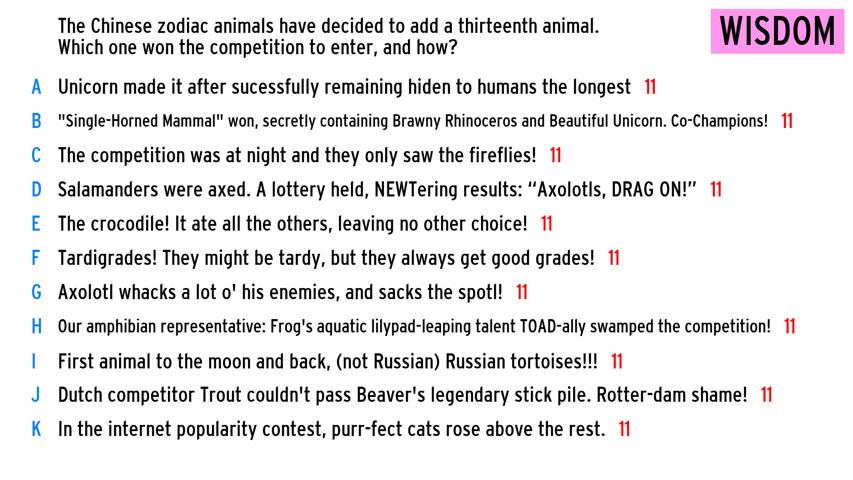 The Chinese zodiac animals have decided to add a thirteenth animal.
Which one won the competition to enter, and how?
WISDOM
A Unicorn made it after sucessfully remaining hiden to humans the longest 11
B "Single-Horned Mammal" won, secretly containing Brawny Rhinoceros and Beautiful Unicorn. Co-Champions! 11
C The competition was at night and they only saw the fireflies! 11
D Salamanders were axed. A lottery held, NEWTering results: “Axolotls, DRAG ON!” 11
E The crocodile! It ate all the others, leaving no other choice! 11
F Tardigrades! They might be tardy, but they always get good grades! 11
G Axolotl whacks a lot o' his enemies, and sacks the spotl! 11
H Our amphibian representative: Frog's aquatic lilypad-leaping talent TOAD-ally swamped the competition! 11
I First animal to the moon and back, (not Russian) Russian tortoises!!! 11
J Dutch competitor Trout couldn't pass Beaver's legendary stick pile. Rotter-dam shame! 11
K In the internet popularity contest, purr-fect cats rose above the rest. 11